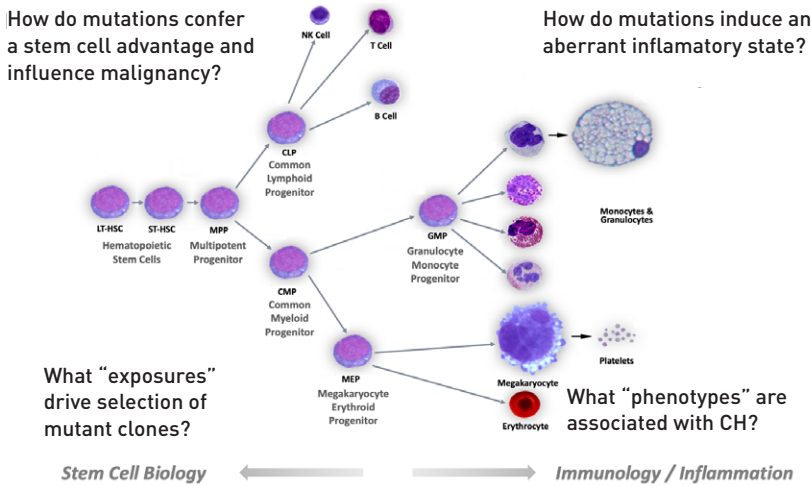 How do mutations confer
a stem cell advantage and
influence malignancy?
How do mutations induce an
aberrant inflamatory state?
NK Cell
T Cell
B Cell
CLP
Common
Lymphoid
Progenitor
LT-HSC
ST-HSC
MPP
Hematopoietic
Stem Cells
Multipotent
Progenitor
GMP
Granulocyte
Monocyte
Progenitor
Monocytes &
Granulocytes
CMP
Common
Myeloid
Progenitor
MEP
Megakaryocyte
Erythroid
Progenitor
Megakaryocyte
Platelets
Erythrocyte
What “exposures”
drive selection of
mutant clones?
What “phenotypes” are
associated with CH?
Stem Cell Biology
Immunology / Inflammation